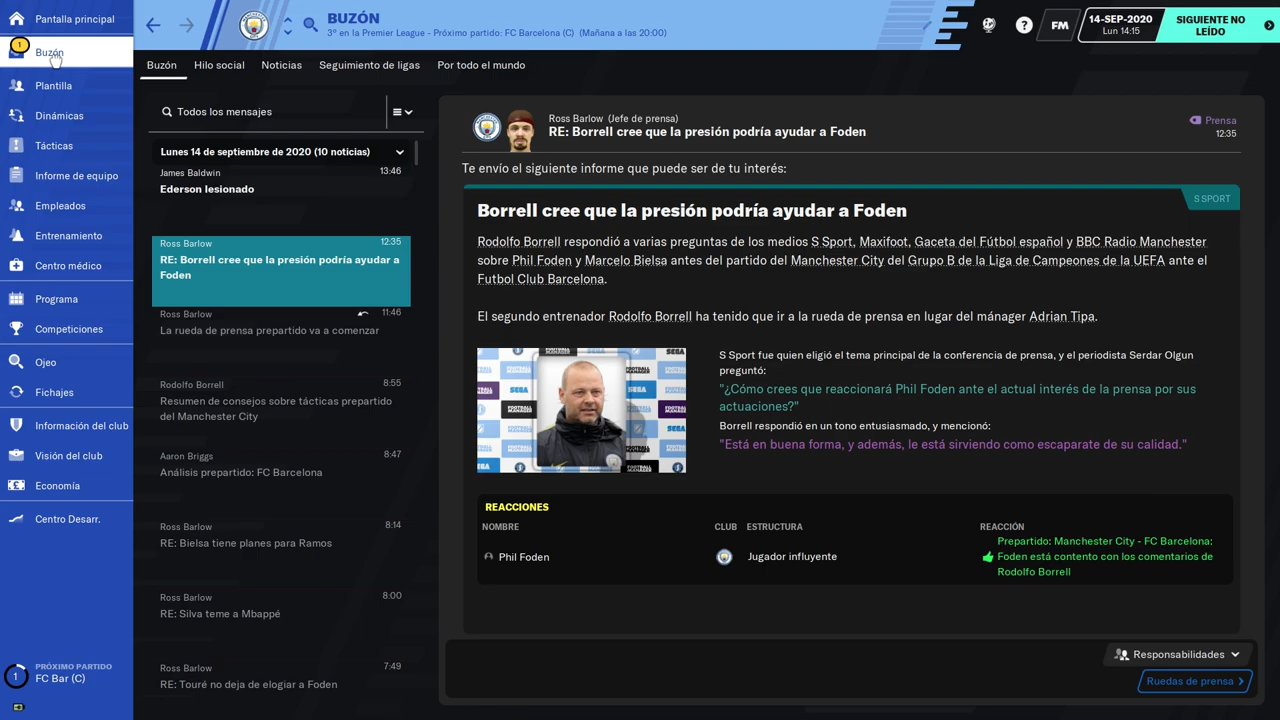 Pantalla principal
1
Buzón
Plantilla
Dinámicas
Tácticas
Informe de equipo
Empleados
Entrenamiento
Centro médico
Programa
Competiciones
Ojeo
Fichajes
Información del club
Visión del club
Economía
Centro Desarr.
1
PRÓXIMO PARTIDO
FC Bar (C)
BUZÓN
3º en la Premier League - Próximo partido: FC Barcelona (C) (Mañana a las 20:00)
FM
14-SEP-2020
Lun 14:15
SIGUIENTE NO
LEÍDO
Buzón Hilo social Noticias Seguimiento de ligas Por todo el mundo
Todos los mensajes
Lunes 14 de septiembre de 2020 (10 noticias)
James Baldwin 13:46
Ederson lesionado
Ross Barlow 12:35
RE: Borrell cree que la presión podría ayudar a
Foden
Ross Barlow 11:46
La rueda de prensa prepartido va a comenzar
Rodolfo Borrell 8:55
Resumen de consejos sobre tácticas prepartido
del Manchester City
Aaron Briggs 8:47
Análisis prepartido: FC Barcelona
Ross Barlow 8:14
RE: Bielsa tiene planes para Ramos
Ross Barlow 8:00
RE: Silva teme a Mbappé
Ross Barlow 7:49
RE: Touré no deja de elogiar a Foden
Ross Barlow (Jefe de prensa)
RE: Borrell cree que la presión podría ayudar a Foden
Prensa
12:35
Te envío el siguiente informe que puede ser de tu interés:
S SPORT
Borrell cree que la presión podría ayudar a Foden
Rodolfo Borrell respondió a varias preguntas de los medios S Sport, Maxifoot, Gaceta del Fútbol español y BBC Radio Manchester
sobre Phil Foden y Marcelo Bielsa antes del partido del Manchester City del Grupo B de la Liga de Campeones de la UEFA ante el
Futbol Club Barcelona.
El segundo entrenador Rodolfo Borrell ha tenido que ir a la rueda de prensa en lugar del mánager Adrian Tipa.
S Sport fue quien eligió el tema principal de la conferencia de prensa, y el periodista Serdar Olgun
preguntó:
"¿Cómo crees que reaccionará Phil Foden ante el actual interés de la prensa por sus
actuaciones?"
Borrell respondió en un tono entusiasmado, y mencionó:
"Está en buena forma, y además, le está sirviendo como escaparate de su calidad."
REACCIONES
NOMBRE CLUB ESTRUCTURA REACCIÓN
Phil Foden Jugador influyente
Prepartido: Manchester City - FC Barcelona:
Foden está contento con los comentarios de
Rodolfo Borrell
Responsabilidades
Ruedas de prensa